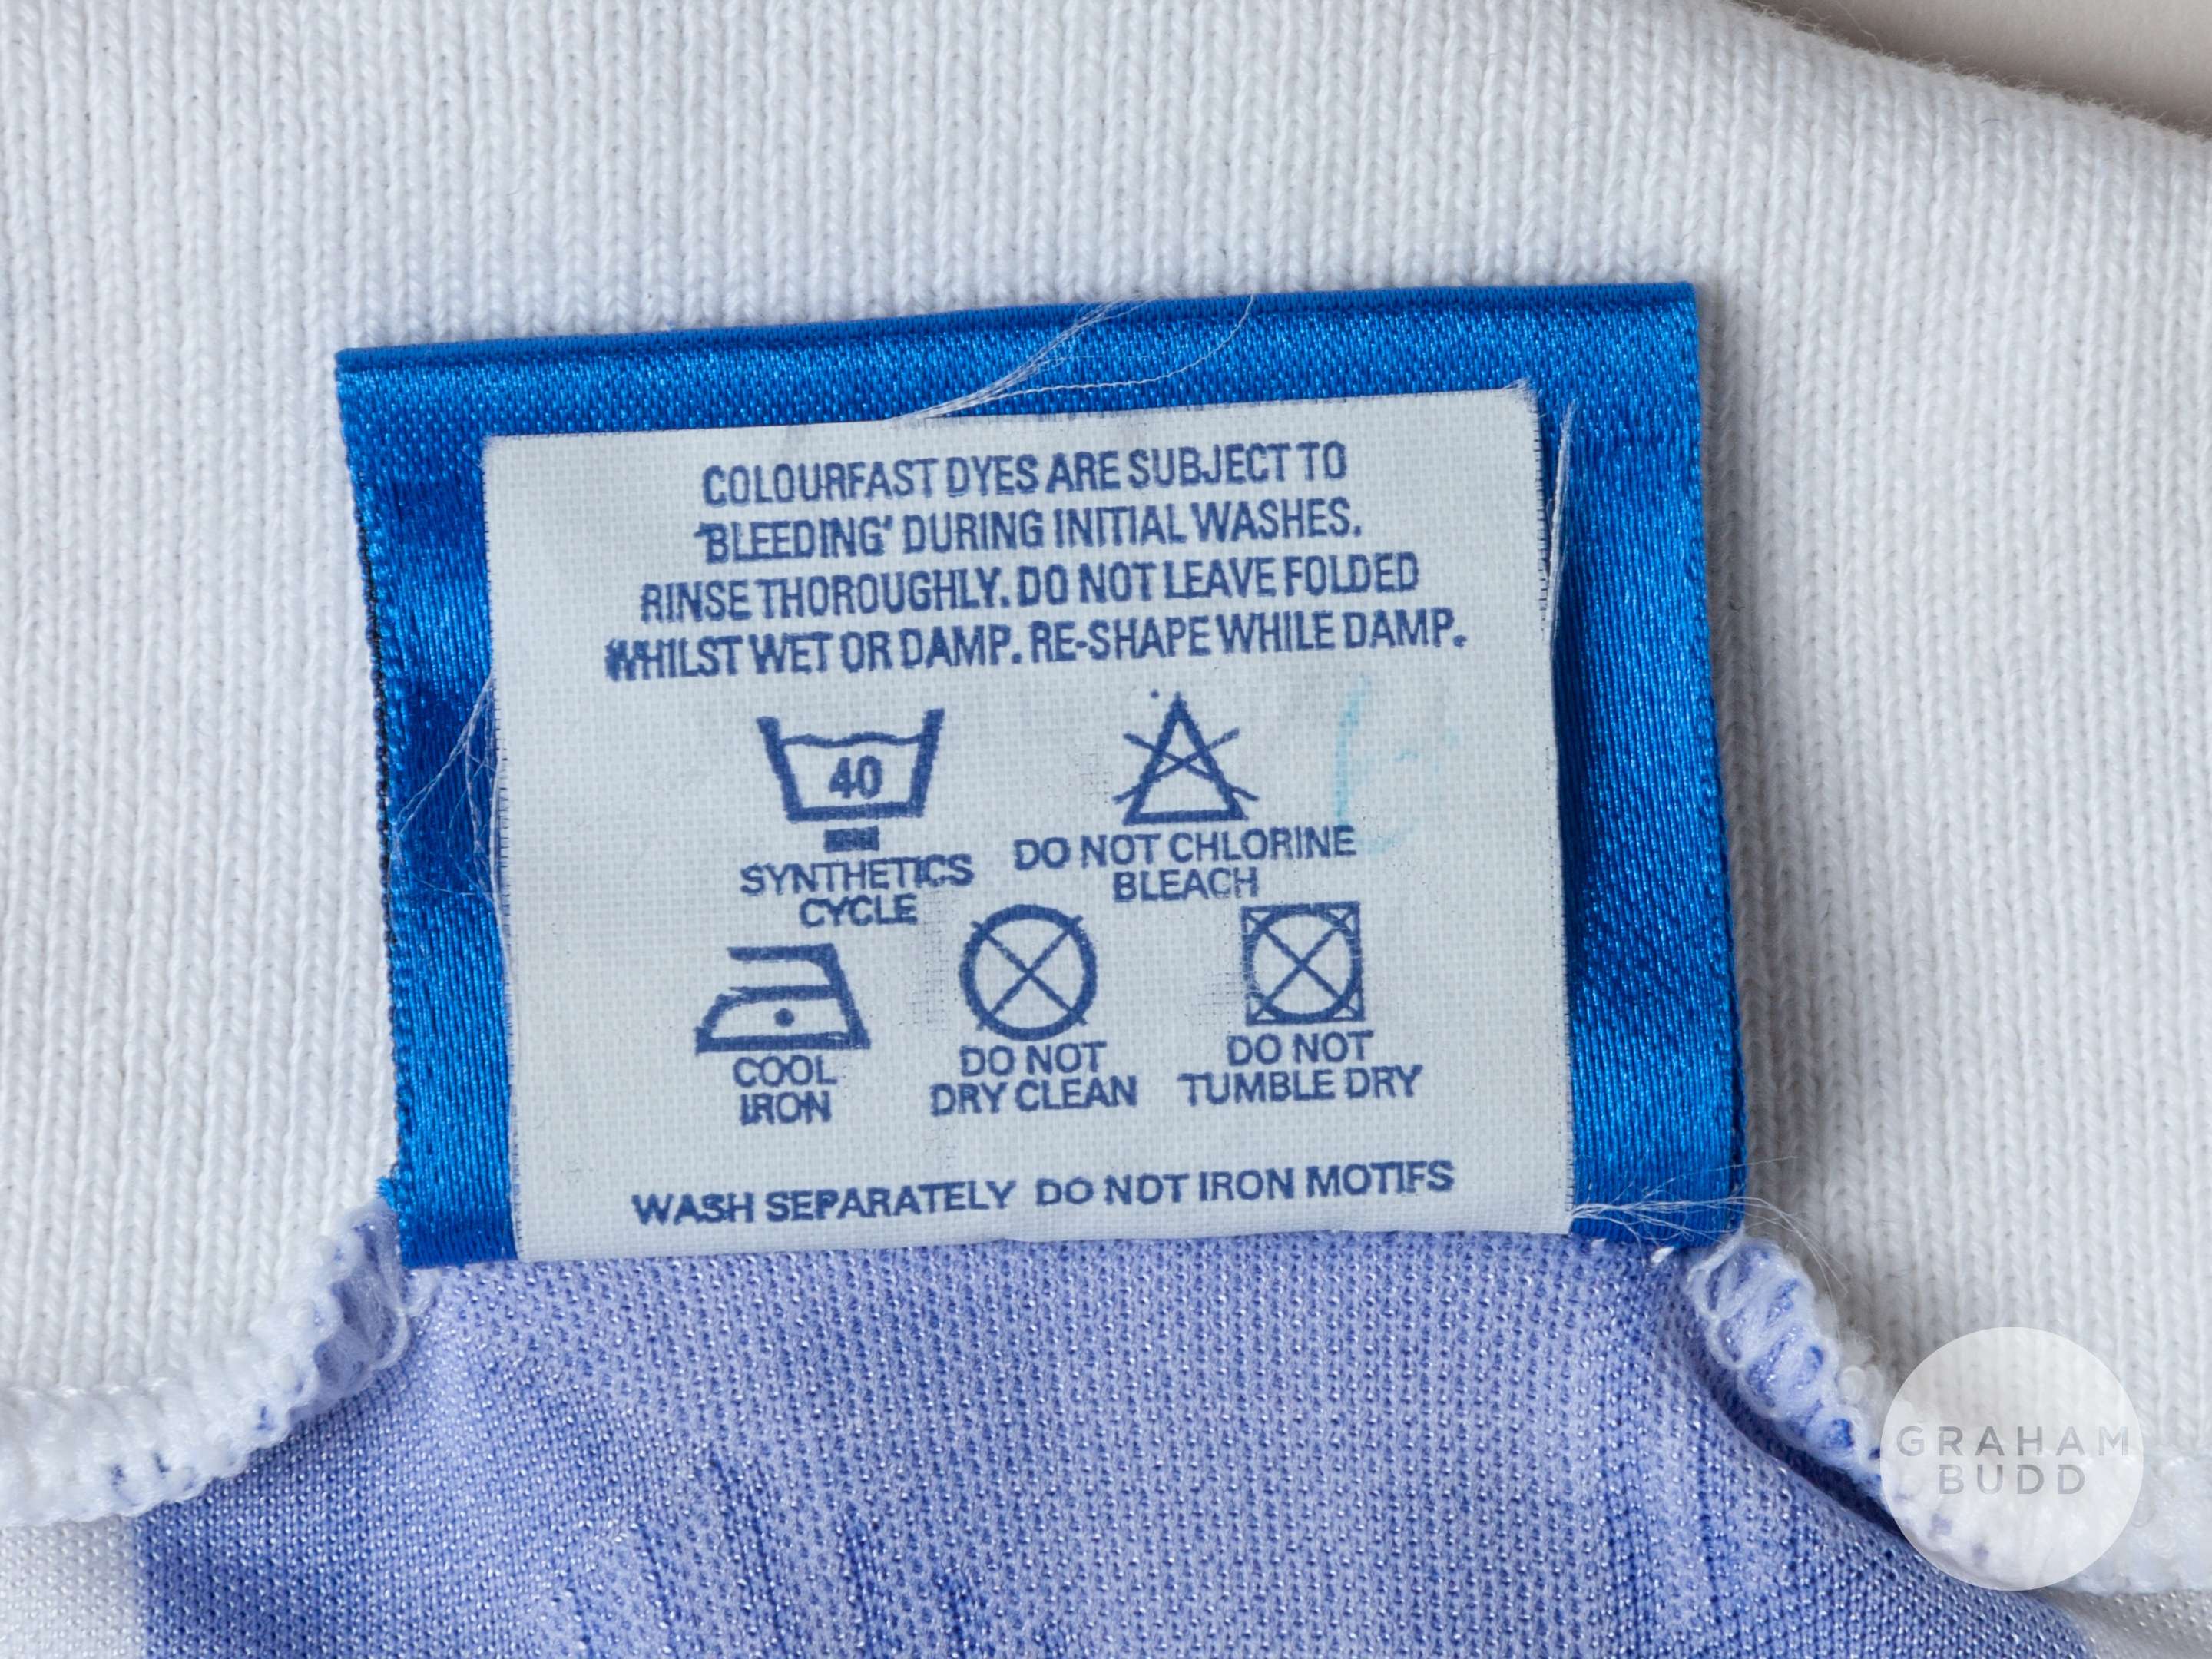 COLOURFAST DYES ARE SUBJECT TO
'BLEEDING' DURING INITIAL WASHES.
RINSE THOROUGHLY. DO NOT LEAVE FOLDED
WHILST WET OR DAMP. RE-SHAPE WHILE DAMP.
40
SYNTHETICS
CYCLE
DO NOT CHLORINE
BLEACH
COOL
IRON
DO NOT
DRY CLEAN
DO NOT
TUMBLE DRY
WASH SEPARATELY DO NOT IRON MOTIFS
GRAHAM
BUDD